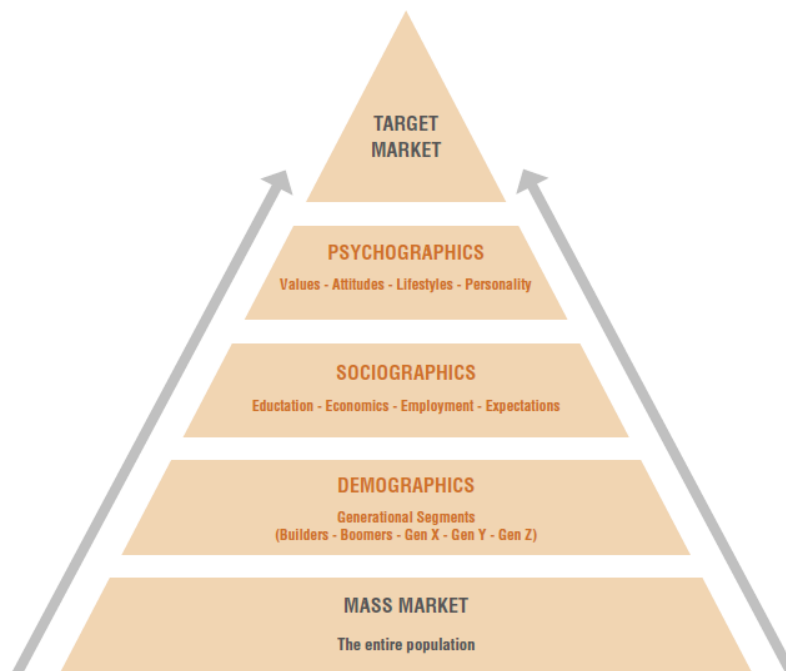 TARGET
MARKET
PSYCHOGRAPHICS
Values - Attitudes - Lifestyles - Personality
SOCIOGRAPHICS
Eductation - Economics - Employment - Expectations
DEMOGRAPHICS
Generational Segments
(Builders - Boomers - Gen X - Gen Y - Gen Z)
MASS MARKET
The entire population